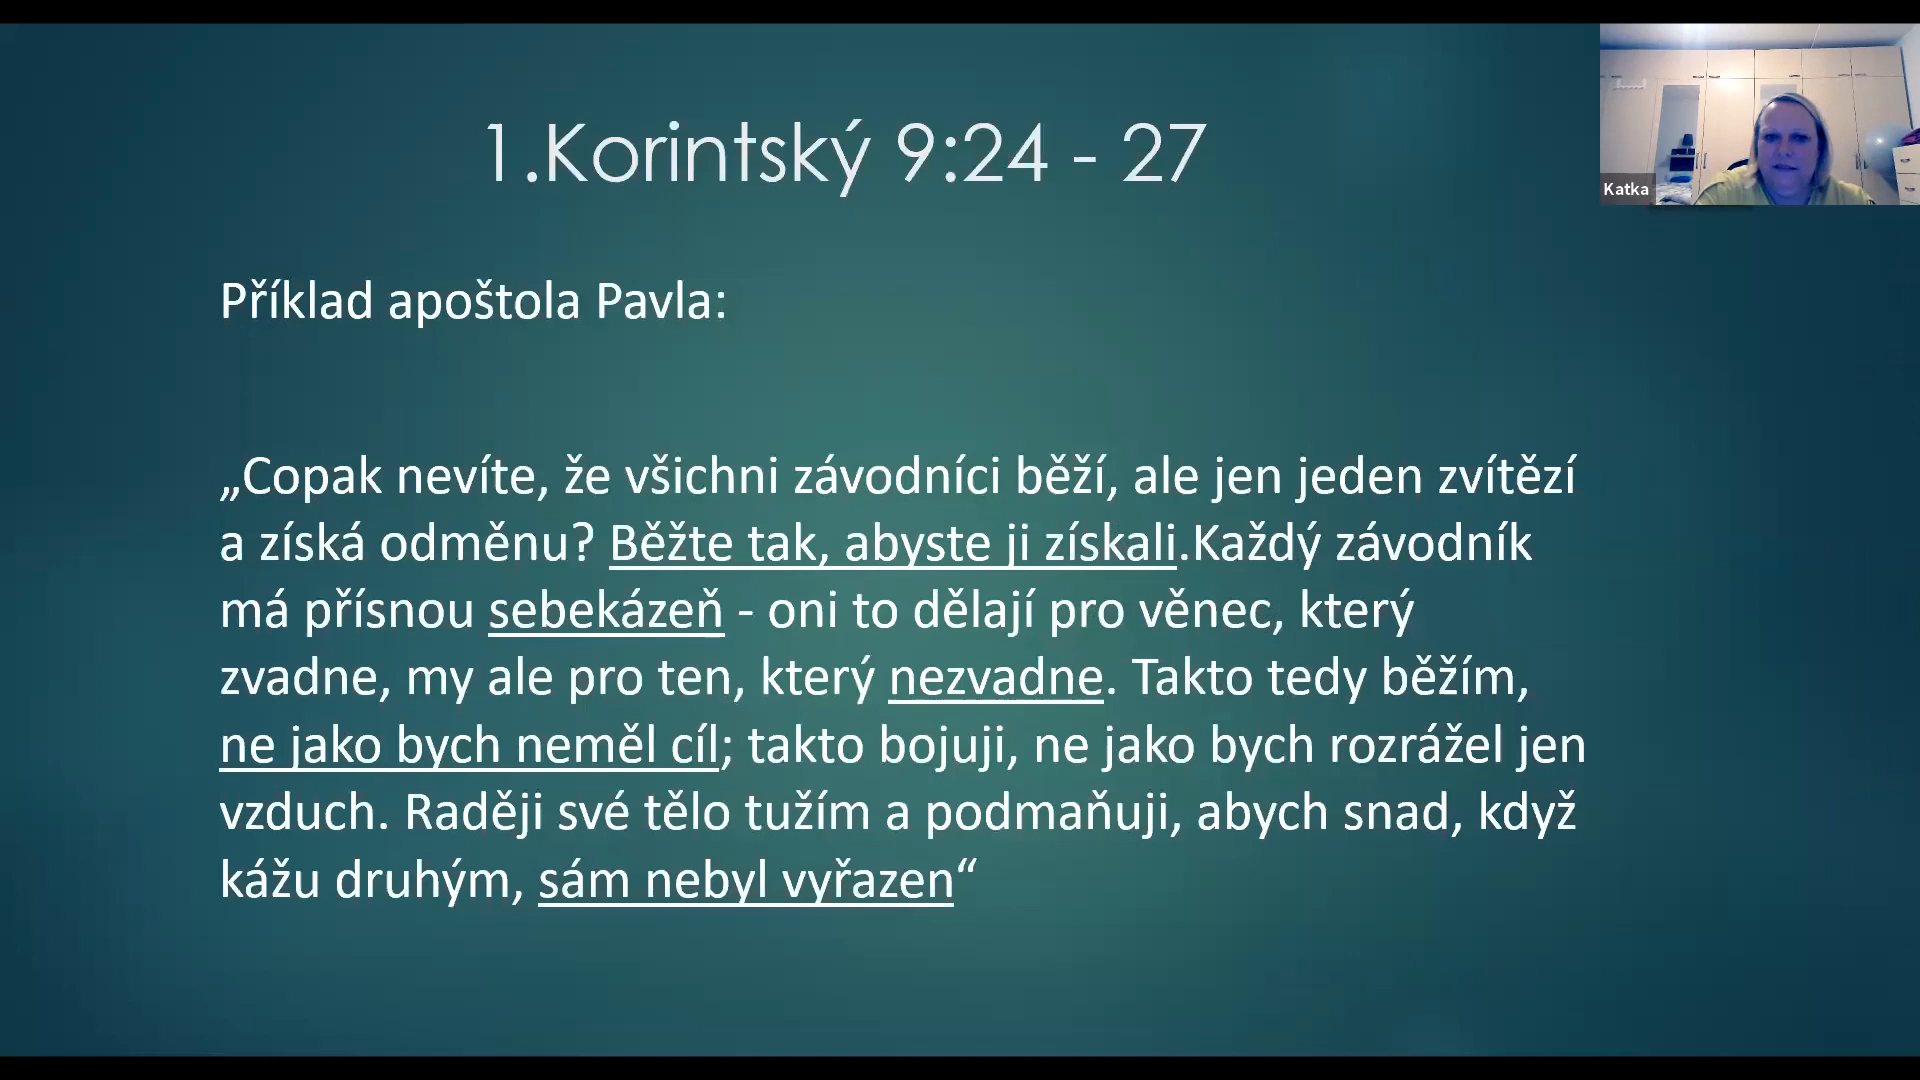 1.Korintský 9:24 - 27
Katka
Příklad apoštola Pavla:
„Copak nevíte, že všichni závodníci běží, ale jen jeden zvítězí
a získá odměnu? Běžte tak, abyste ji získali.Každý závodník
má přísnou sebekázeň - oni to dělají pro věnec, který
zvadne, my ale pro ten, který nezvadne. Takto tedy běžím,
ne jako bych neměl cíl; takto bojuji, ne jako bych rozrážel jen
vzduch. Raději své tělo tužím a podmaňuji, abych snad, když
kážu druhým, sám nebyl vyřazen“